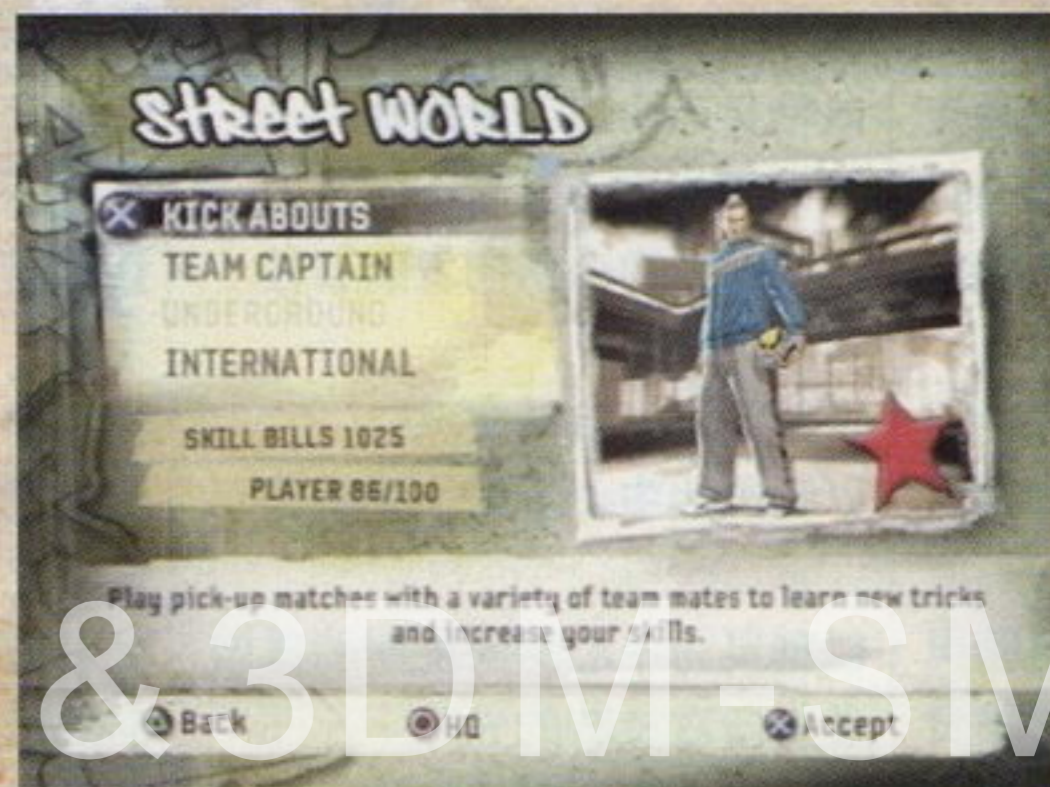 STREET WORLD
KICK ABOUTS
TEAM CAPTAIN
UNDERGROUND
INTERNATIONAL
SKILL BILLS 1025
PLAYER 86/100
Play pick-up matches with a variety of team mates to learn new tricks
and increase your skills.
&3DM-SM
Back
HQ
Accept